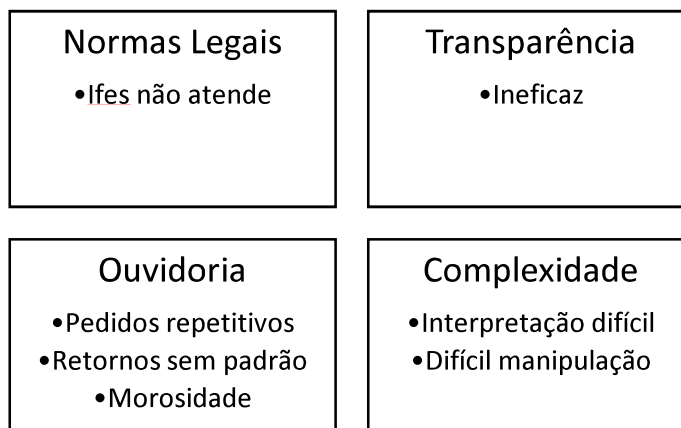 Normas Legais
•Ifes não atende
Transparência
•Ineficaz
Ouvidoria
•Pedidos repetitivos
•Retornos sem padrão
•Morosidade
Complexidade
•Interpretação difícil
•Difícil manipulação